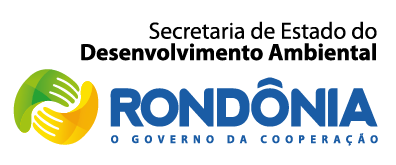 Secretaria de Estado do
Desenvolvimento Ambiental
RONDÔNIA
O GOVERNO DA COOPERAÇÃO